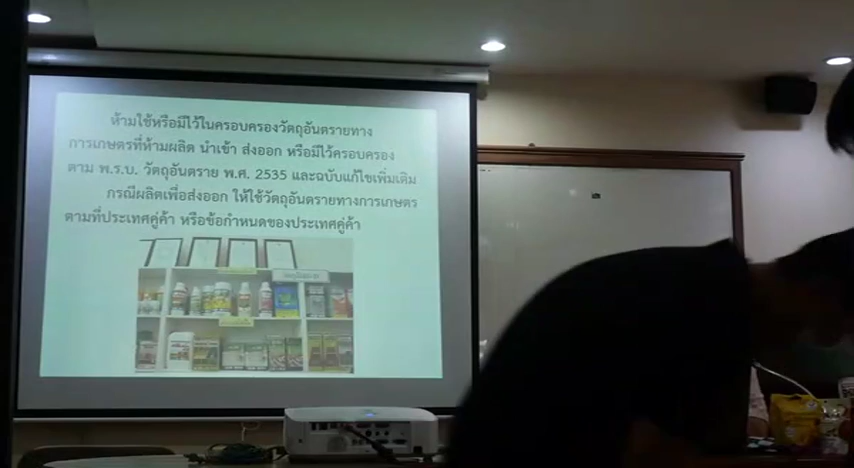 ห้ามใช้หรือมีไว้ในครอบครองวัตถุอันตรายทาง
การเกษตรที่ห้ามผลิต นำเข้า ส่งออก หรือมีไว้ครอบครอง
ตาม พ.ร.บ. วัตถุอันตราย พ.ศ. 2535 และฉบับแก้ไขเพิ่มเติม
กรณีผลิตเพื่อส่งออก ให้ใช้วัตถุอันตรายทางการเกษตร
ตามที่ประเทศคู่ค้า หรือข้อกำหนดของประเทศคู่ค้า